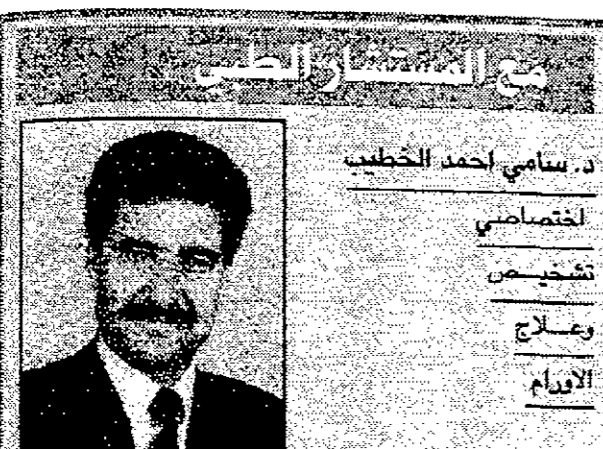 مع المستشار الطبي
د. سامي احمد الخطيب
اختصاصي
تشخيص
وعلاج
الاورام